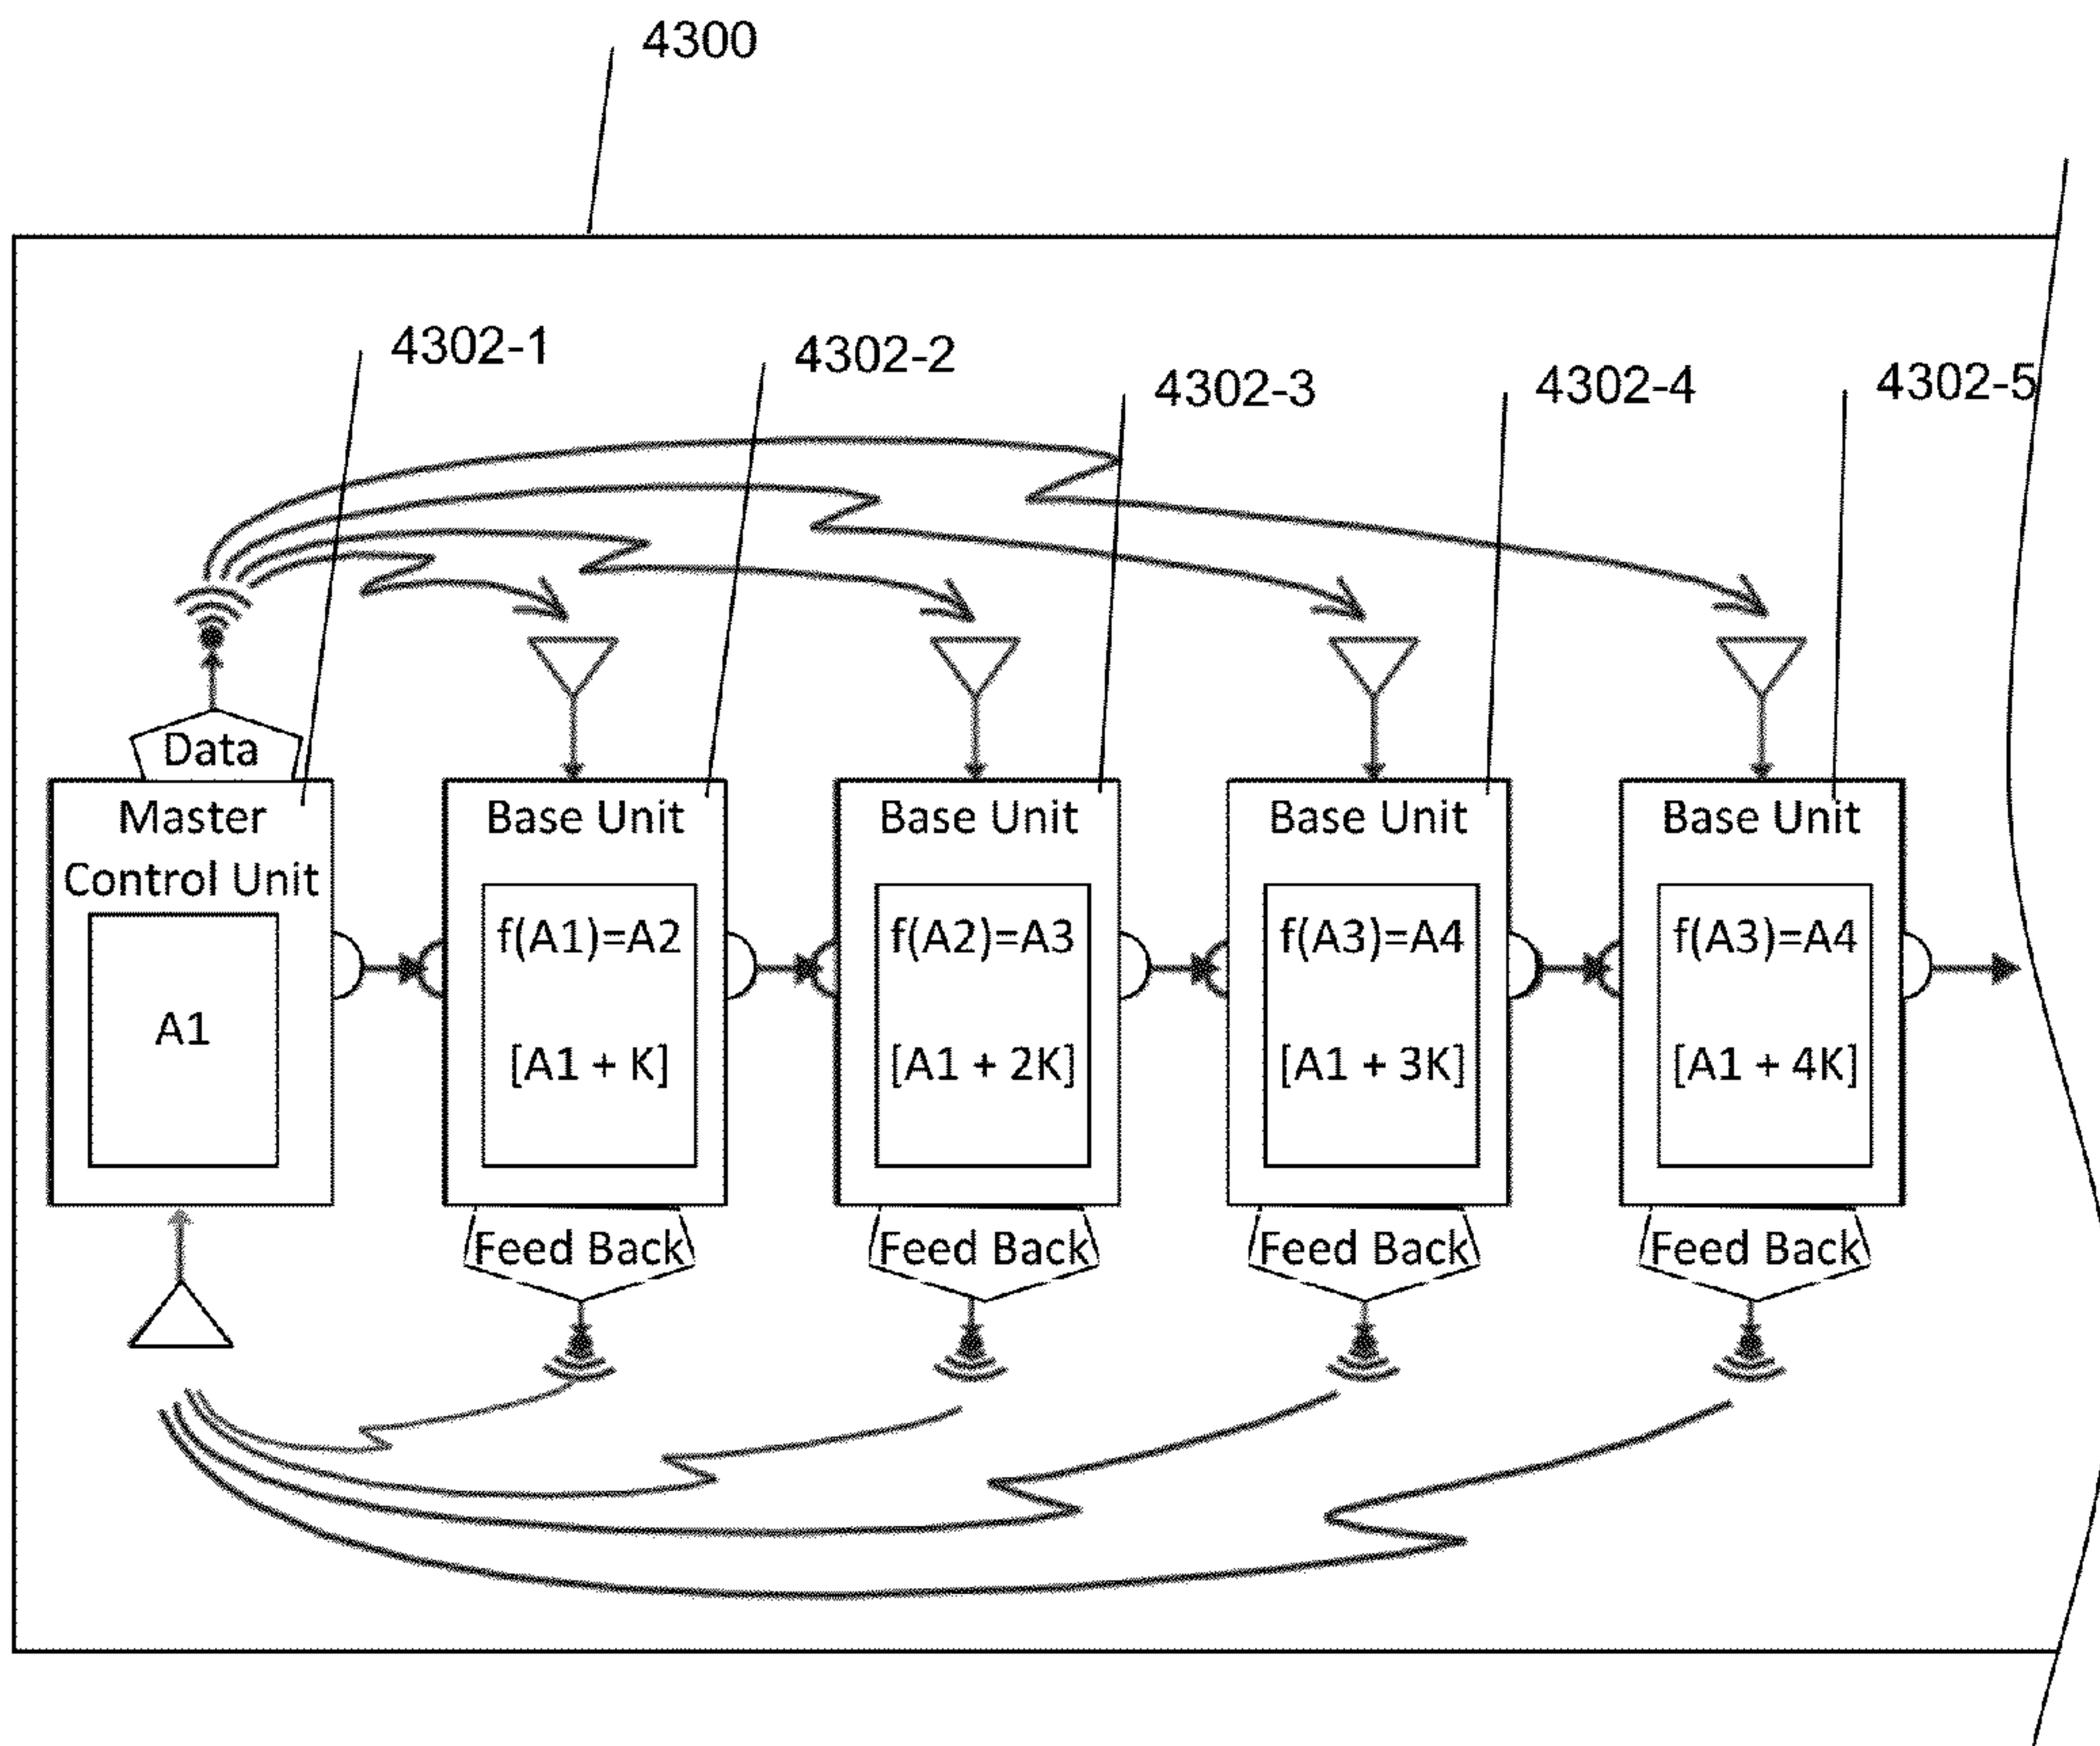 4300
4302-1
4302-2
4302-3
4302-4
4302-5
Data
Master
Control Unit
A1
Base Unit
f(A1)=A2
[A1 + K]
Base Unit
f(A2)=A3
[A1 + 2K]
Base Unit
f(A3)=A4
[A1 + 3K]
Base Unit
f(A3)=A4
[A1 + 4K]
Feed Back
Feed Back
Feed Back
Feed Back